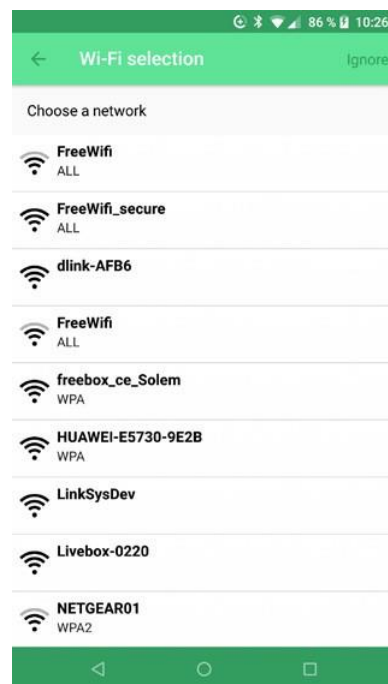 86 % 10:26
Wi-Fi selection Ignore
Choose a network
FreeWifi
ALL
FreeWifi_secure
ALL
dlink-AFB6
FreeWifi
ALL
freebox_ce_Solem
WPA
HUAWEI-E5730-9E2B
WPA
LinkSysDev
Livebox-0220
NETGEAR01
WPA2